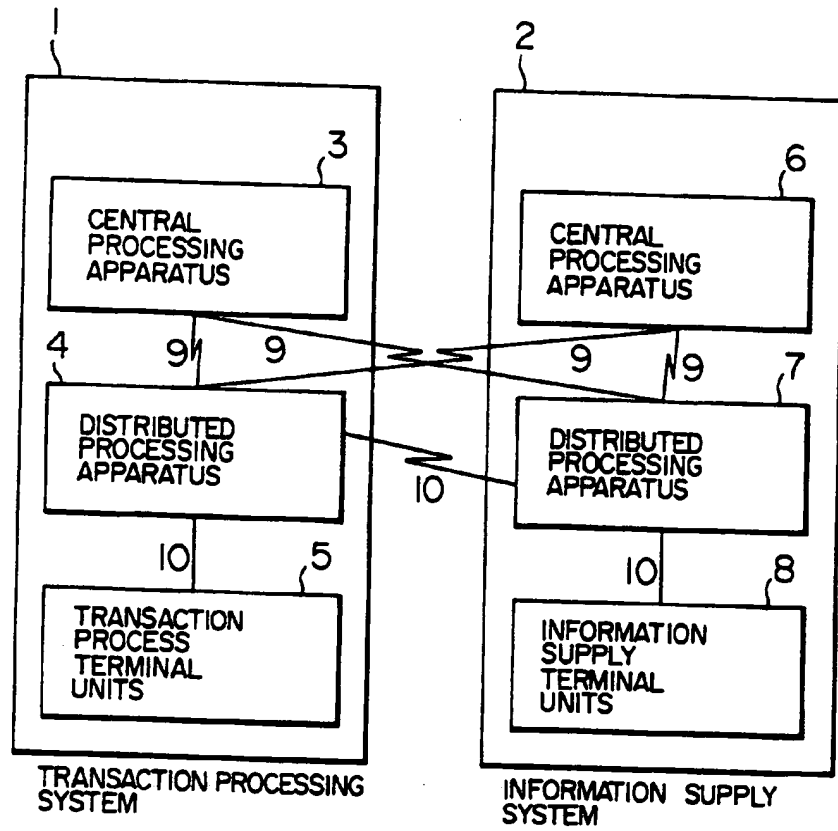 1
2
3
CENTRAL
PROCESSING
APPARATUS
6
CENTRAL
PROCESSING
APPARATUS
9
9
9
9
4
DISTRIBUTED
PROCESSING
APPARATUS
7
DISTRIBUTED
PROCESSING
APPARATUS
10
10
5
TRANSACTION
PROCESS
TERMINAL
UNITS
10
8
INFORMATION
SUPPLY
TERMINAL
UNITS
TRANSACTION PROCESSING
SYSTEM
INFORMATION SUPPLY
SYSTEM